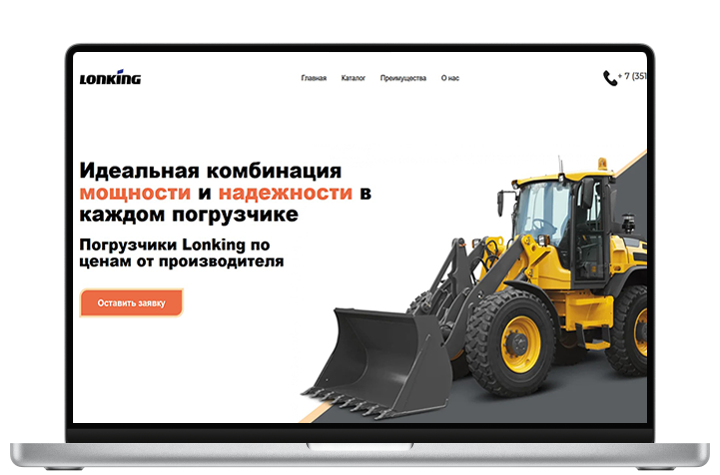 LONKING
Главная Каталог Преимущества О нас
+ 7 (351
Идеальная комбинация
мощности и надежности в
каждом погрузчике
Погрузчики Lonking по
ценам от производителя
Оставить заявку